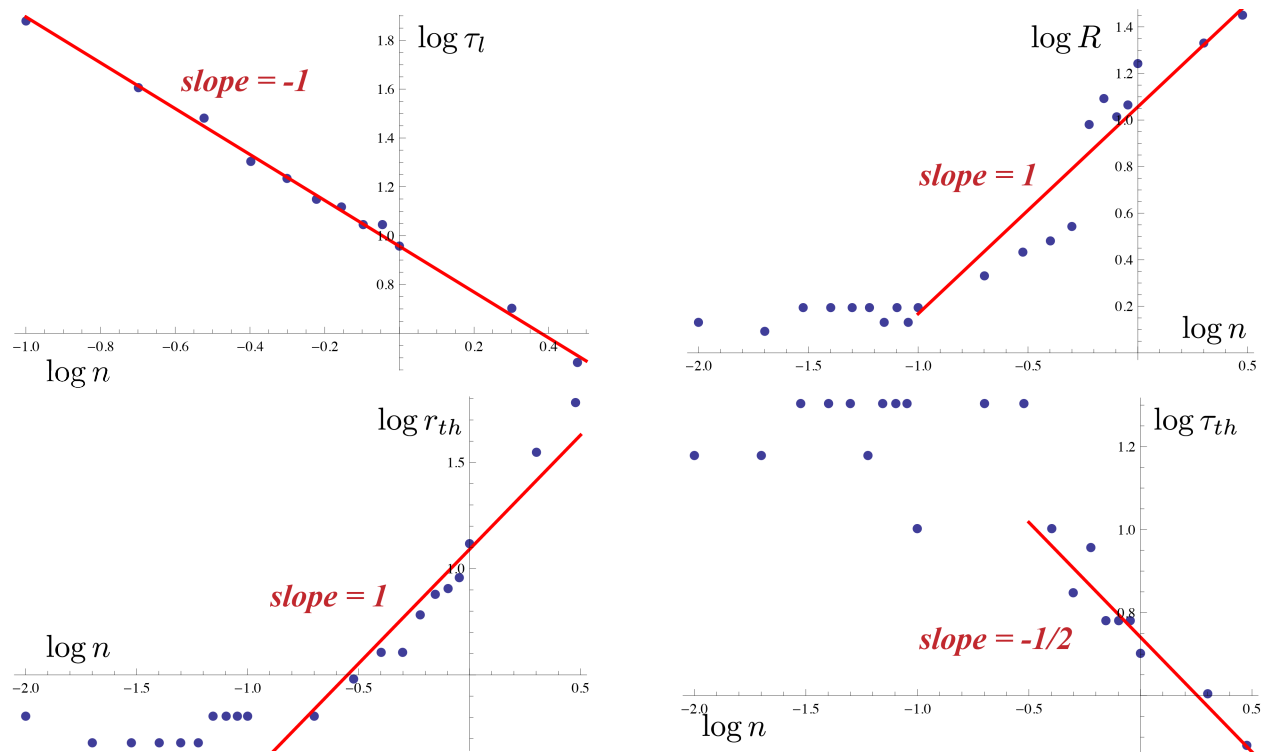 log τ_l
slope = -1
1.8
1.6
1.4
1.2
1.0
0.8
−1.0 −0.8 −0.6 −0.4 −0.2 0.2 0.4
log n
log R
slope = 1
1.4
1.2
1.0
0.8
0.6
0.4
0.2
log n
−2.0 −1.5 −1.0 −0.5 0.5
log r_th
1.5
1.0
slope = 1
log n
−2.0 −1.5 −1.0 −0.5 0.5
log τ_th
1.2
1.0
0.8
slope = -1/2
−2.0 −1.5 −1.0 −0.5 0.5
log n